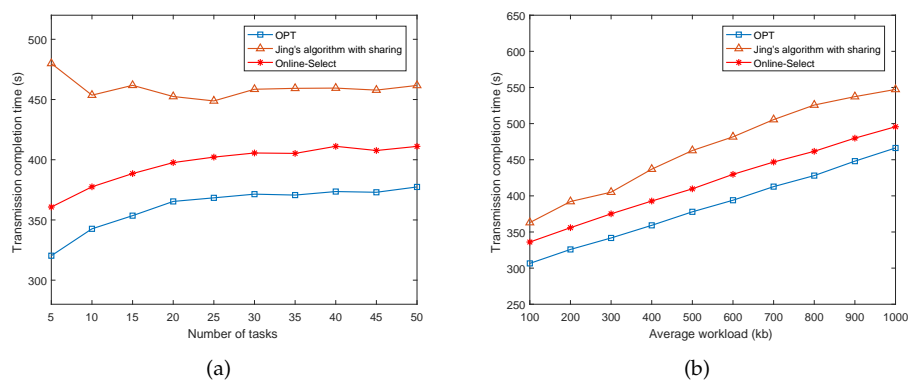 OPT
Jing's algorithm with sharing
Online-Select
Transmission completion time (s)
500
450
400
350
300
5 10 15 20 25 30 35 40 45 50
Number of tasks
(a)
OPT
Jing's algorithm with sharing
Online-Select
Transmission completion time (s)
650
600
550
500
450
400
350
300
250
100 200 300 400 500 600 700 800 900 1000
Average workload (kb)
(b)